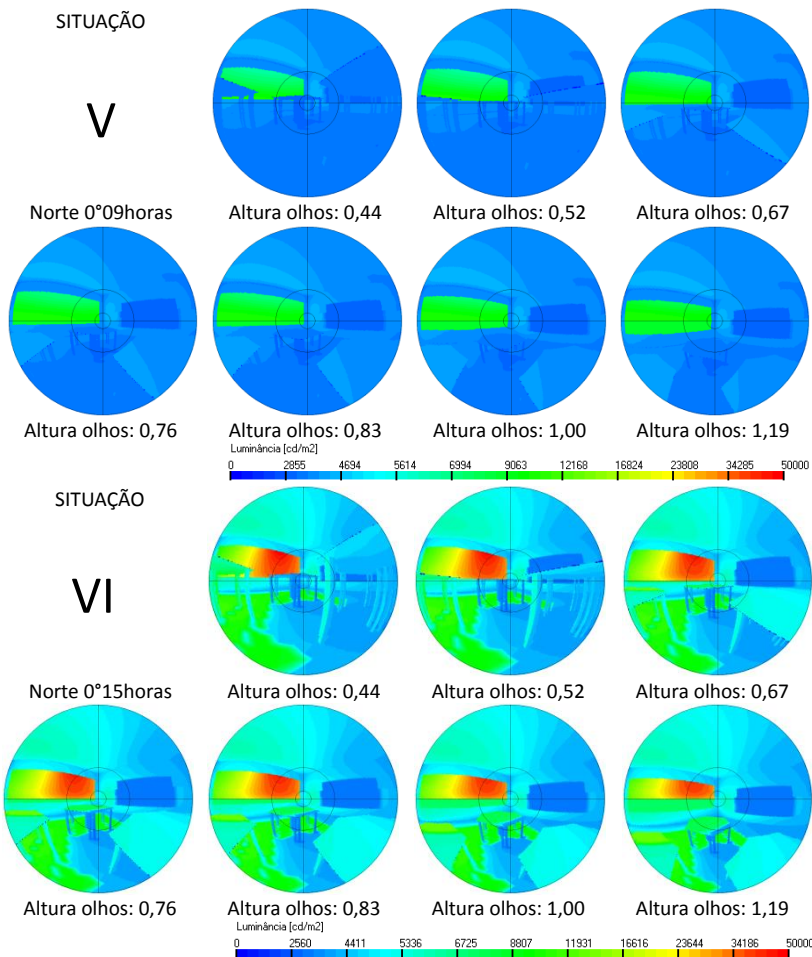 SITUAÇÃO
V
Norte 0°09horas
Altura olhos: 0,44
Altura olhos: 0,52
Altura olhos: 0,67
Altura olhos: 0,76
Altura olhos: 0,83
Altura olhos: 1,00
Altura olhos: 1,19
Luminância [cd/m2]
0 2855 4694 5614 6994 9063 12168 16824 23808 34285 50000
SITUAÇÃO
VI
Norte 0°15horas
Altura olhos: 0,44
Altura olhos: 0,52
Altura olhos: 0,67
Altura olhos: 0,76
Altura olhos: 0,83
Altura olhos: 1,00
Altura olhos: 1,19
Luminância [cd/m2]
0 2560 4411 5336 6725 8807 11931 16616 23644 34186 50000